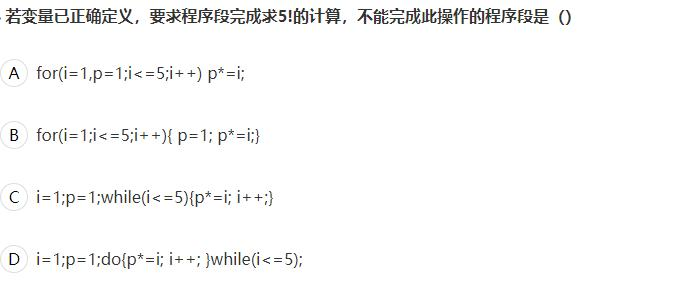 若变量已正确定义，要求程序段完成求5!的计算，不能完成此操作的程序段是（）
A for(i=1,p=1;i<=5;i++) p*=i;
B for(i=1;i<=5;i++){ p=1; p*=i;}
C i=1;p=1;while(i<=5){p*=i; i++;}
D i=1;p=1;do{p*=i; i++; }while(i<=5);